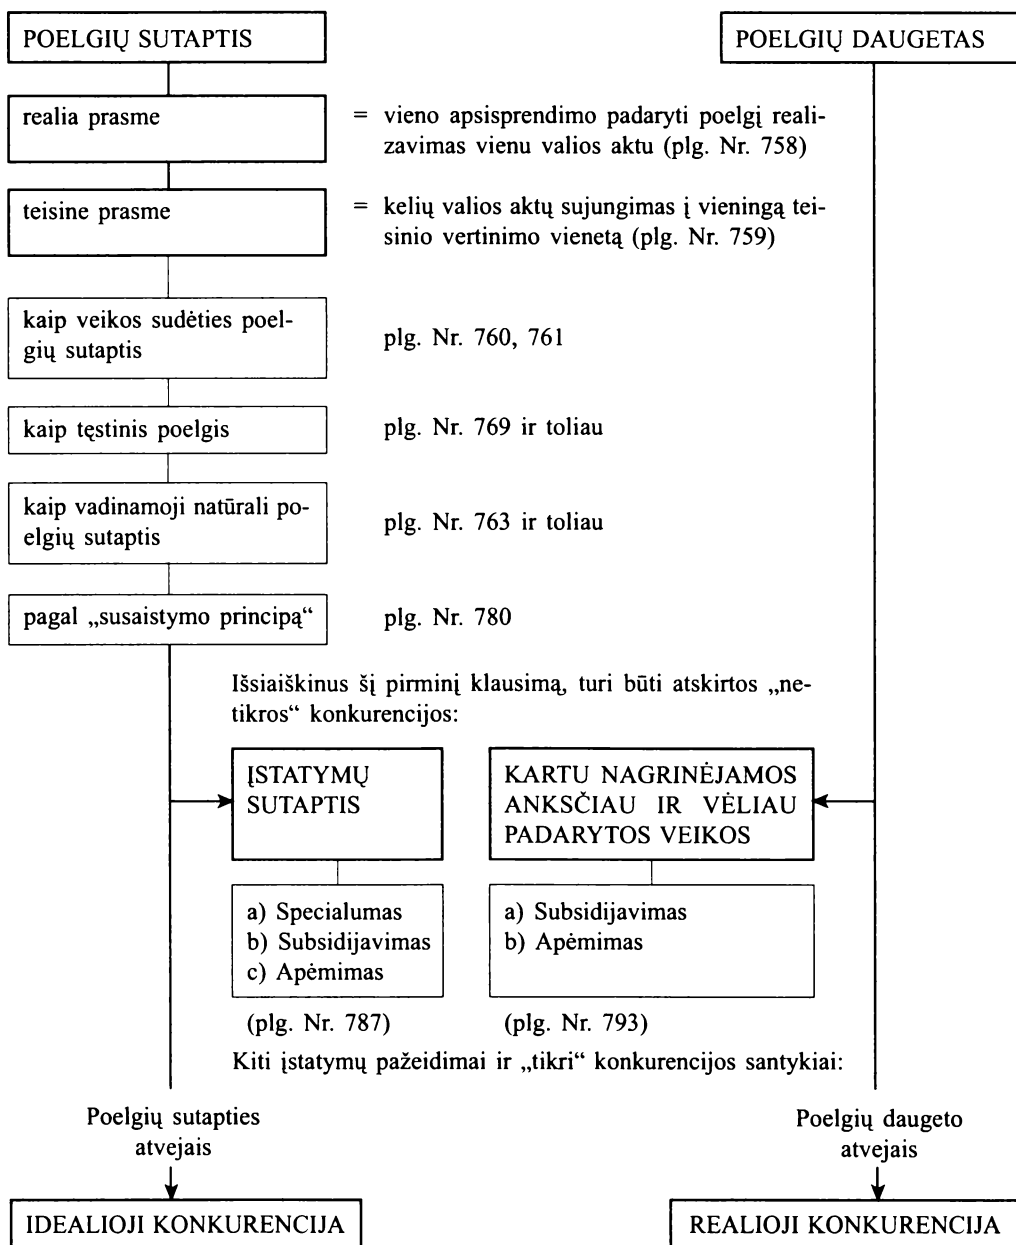 POELGIŲ SUTAPTIS
POELGIŲ DAUGETAS
realia prasme
= vieno apsisprendimo padaryti poelgį reali-
zavimas vienu valios aktu (plg. Nr. 758)
teisine prasme
= kelių valios aktų sujungimas į vieningą tei-
sinio vertinimo vienetą (plg. Nr. 759)
kaip veikos sudėties poel-
gių sutaptis
plg. Nr. 760, 761
kaip tęstinis poelgis
plg. Nr. 769 ir toliau
kaip vadinamoji natūrali po-
elgių sutaptis
plg. Nr. 763 ir toliau
pagal „susaistymo principą“
plg. Nr. 780
Išsiaiškinus šį pirminį klausimą, turi būti atskirtos „ne-
tikros“ konkurencijos:
ĮSTATYMŲ
SUTAPTIS
KARTU NAGRINĖJAMOS
ANKSČIAU IR VĖLIAU
PADARYTOS VEIKOS
a) Specialumas
b) Subsidijavimas
c) Apėmimas
a) Subsidijavimas
b) Apėmimas
(plg. Nr. 787)
(plg. Nr. 793)
Kiti įstatymų pažeidimai ir „tikri“ konkurencijos santykiai:
Poelgių sutapties
atvejais
Poelgių daugeto
atvejais
IDEALIOJI KONKURENCIJA
REALIOJI KONKURENCIJA